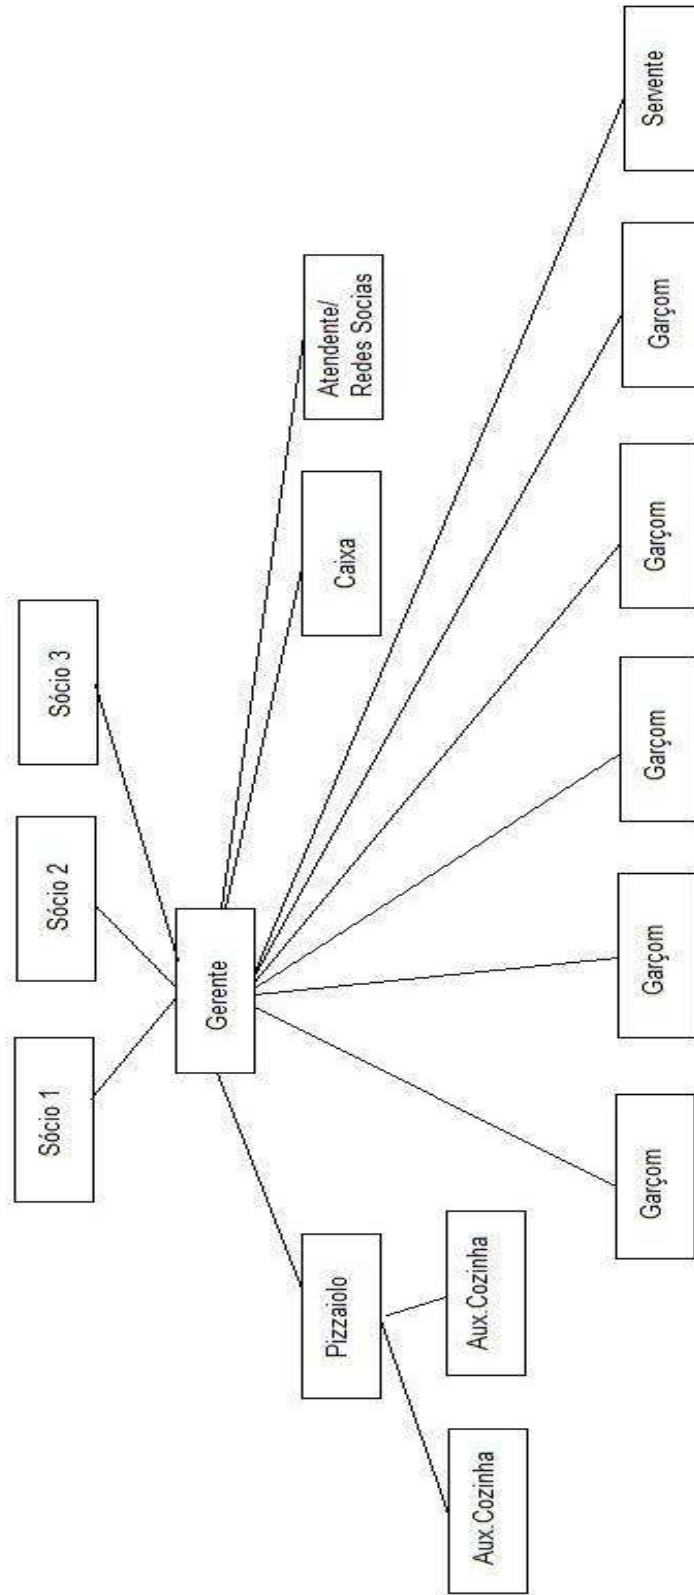 Sócio 1
Sócio 2
Sócio 3
Gerente
Pizzaiolo
Caixa
Atendente/
Redes Socias
Aux.Cozinha
Aux.Cozinha
Garçom
Garçom
Garçom
Garçom
Garçom
Servente